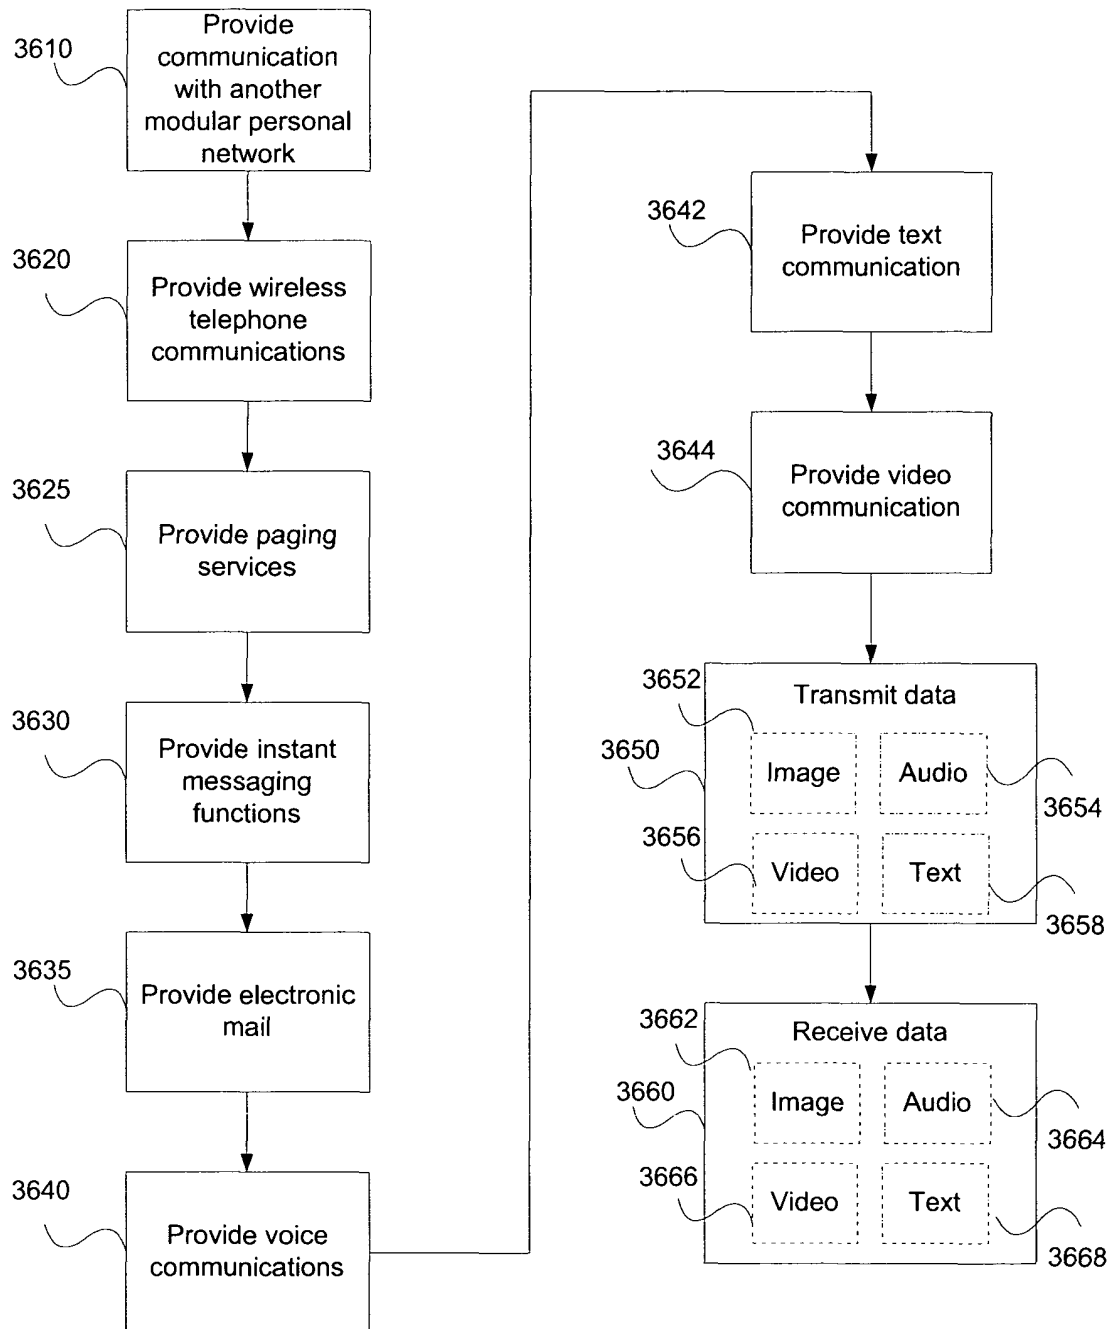 3610
Provide
communication
with another
modular personal
network
3620
Provide wireless
telephone
communications
3625
Provide paging
services
3630
Provide instant
messaging
functions
3635
Provide electronic
mail
3640
Provide voice
communications
3642
Provide text
communication
3644
Provide video
communication
3652
Transmit data
3650
Image
Audio
3654
3656
Video
Text
3658
3662
Receive data
3660
Image
Audio
3664
3666
Video
Text
3668